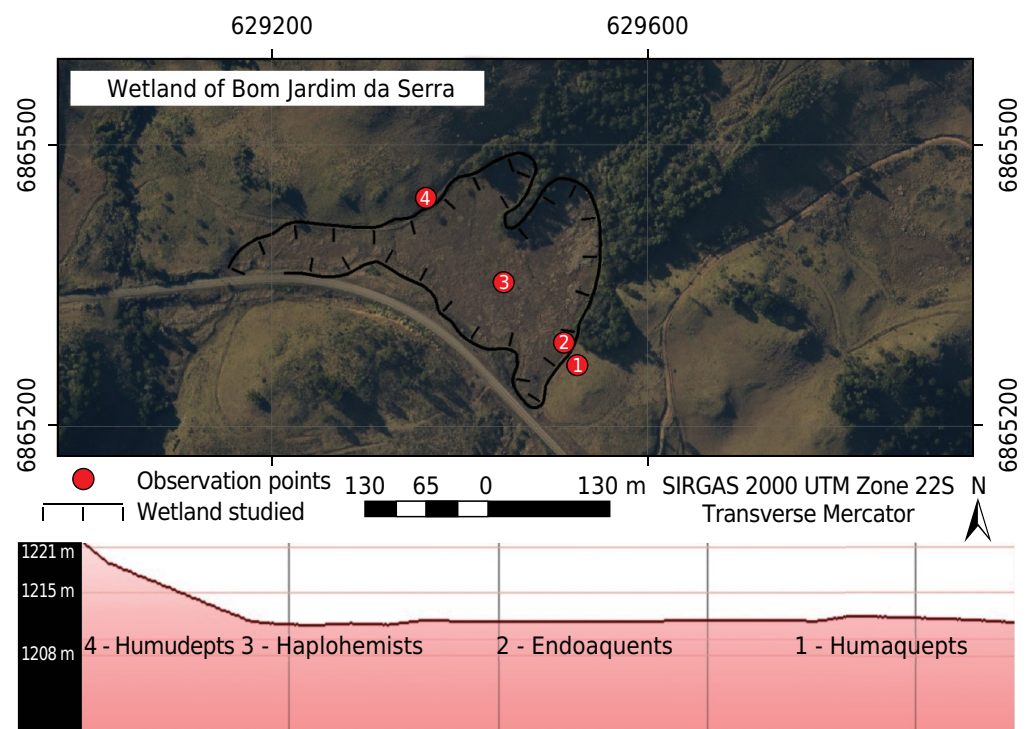 629200 629600
Wetland of Bom Jardim da Serra
6865500 6865500
4
3
2
1
6865200 6865200
Observation points
Wetland studied
130 65 0 130 m
SIRGAS 2000 UTM Zone 22S N
Transverse Mercator
1221 m
1215 m
1208 m
4 - Humudepts 3 - Haplohemists 2 - Endoaquents 1 - Humaquepts